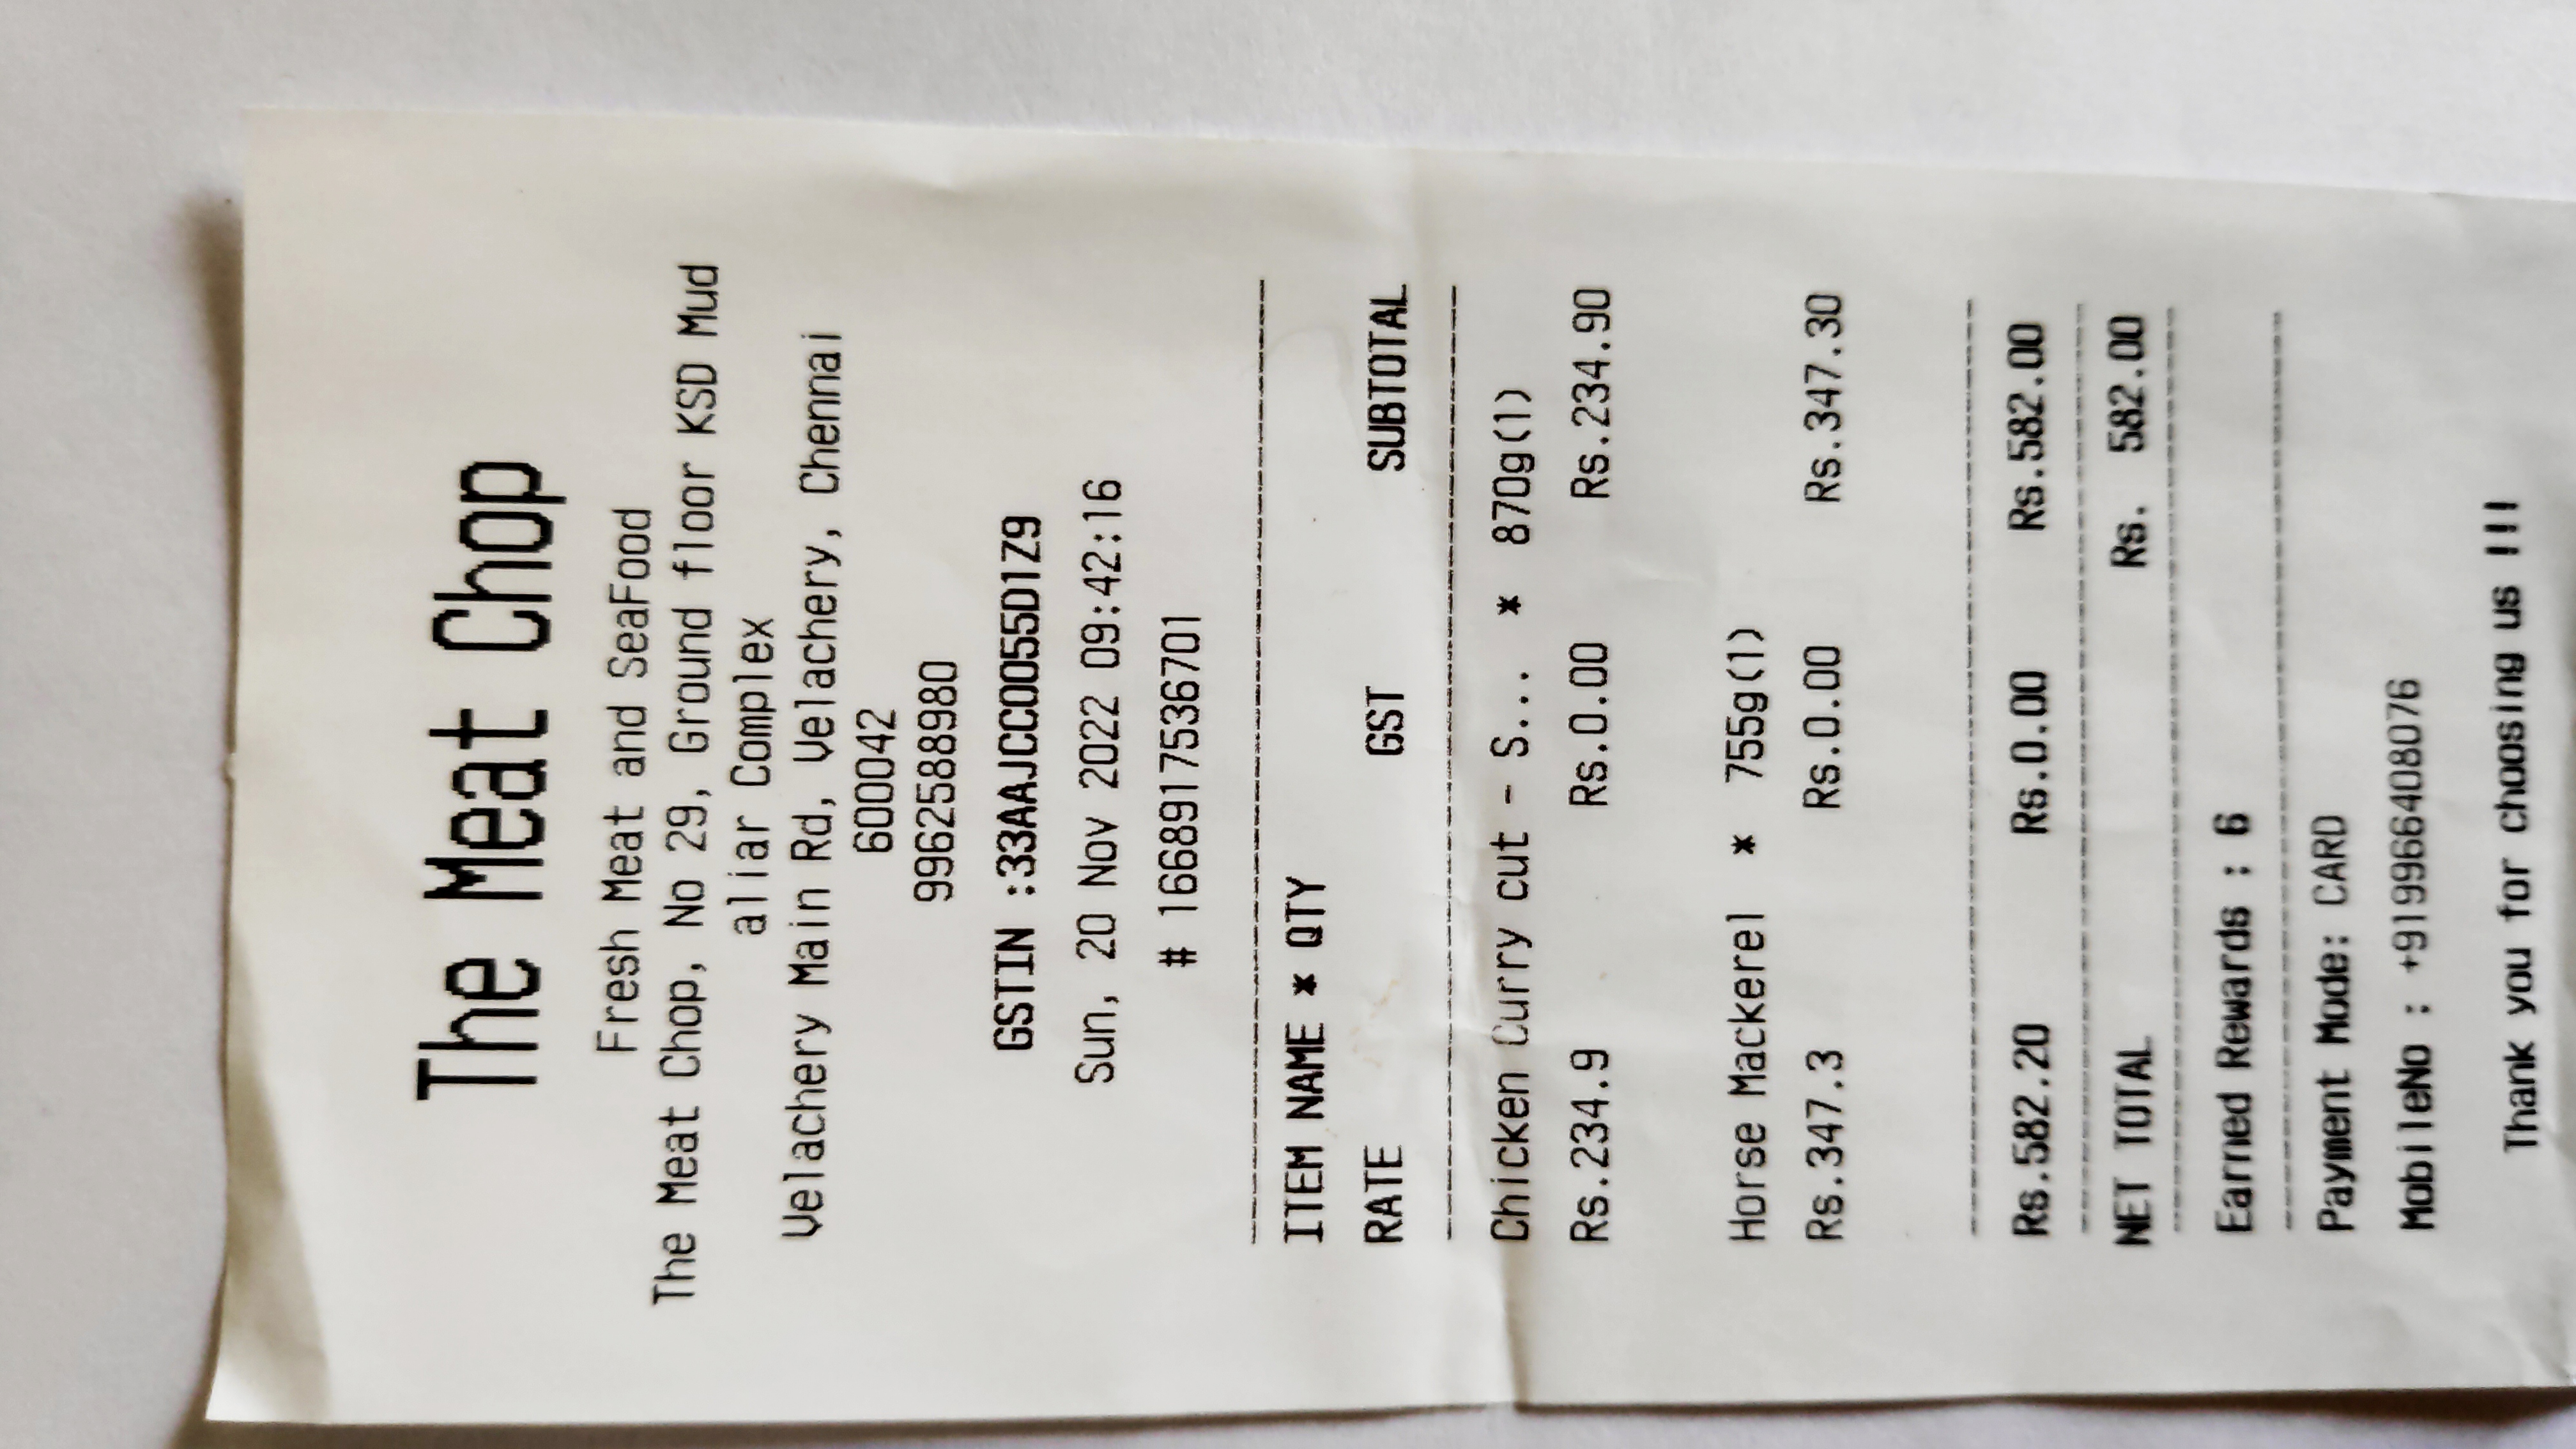 The Meat Chop
Fresh Meat and SeaFood
The Meat Chop, No 29, Ground floor KSD Mud
aliar Complex
Velachery Main Rd, Velachery, Chennai
600042
9962588980
GSTIN :33AAJCC0055D1Z9
Sun, 20 Nov 2022 09:42:16
# 1668917536701
ITEM NAME * QTY
RATE GST SUBTOTAL
Chicken Curry cut - S... * 870g(1)
Rs.234.9 Rs.0.00 Rs.234.90
Horse Mackerel * 755g(1)
Rs.347.3 Rs.0.00 Rs.347.30
Rs.582.20 Rs.0.00 Rs.582.00
NET TOTAL Rs. 582.00
Earned Rewards : 6
Payment Mode: CARD
MobileNo : +919966408076
Thank you for choosing us !!!